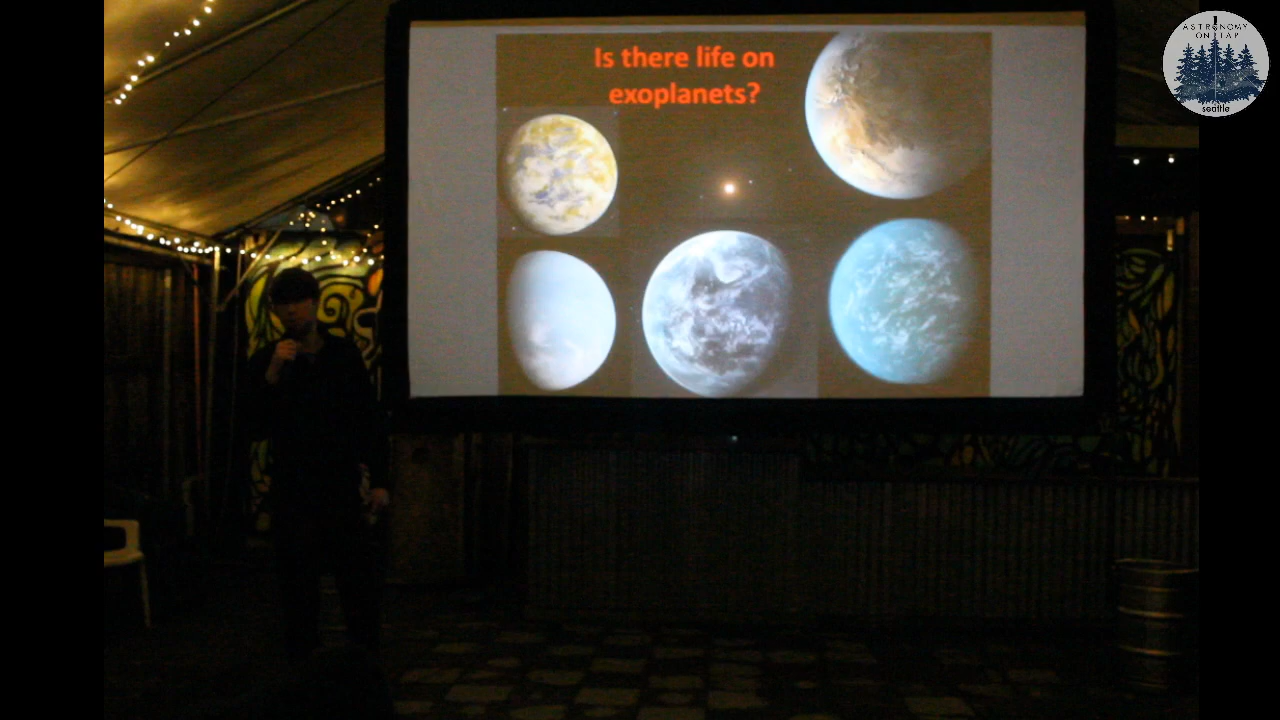 Is there life on
exoplanets?
ASTRONOMY
ON TAP
seattle